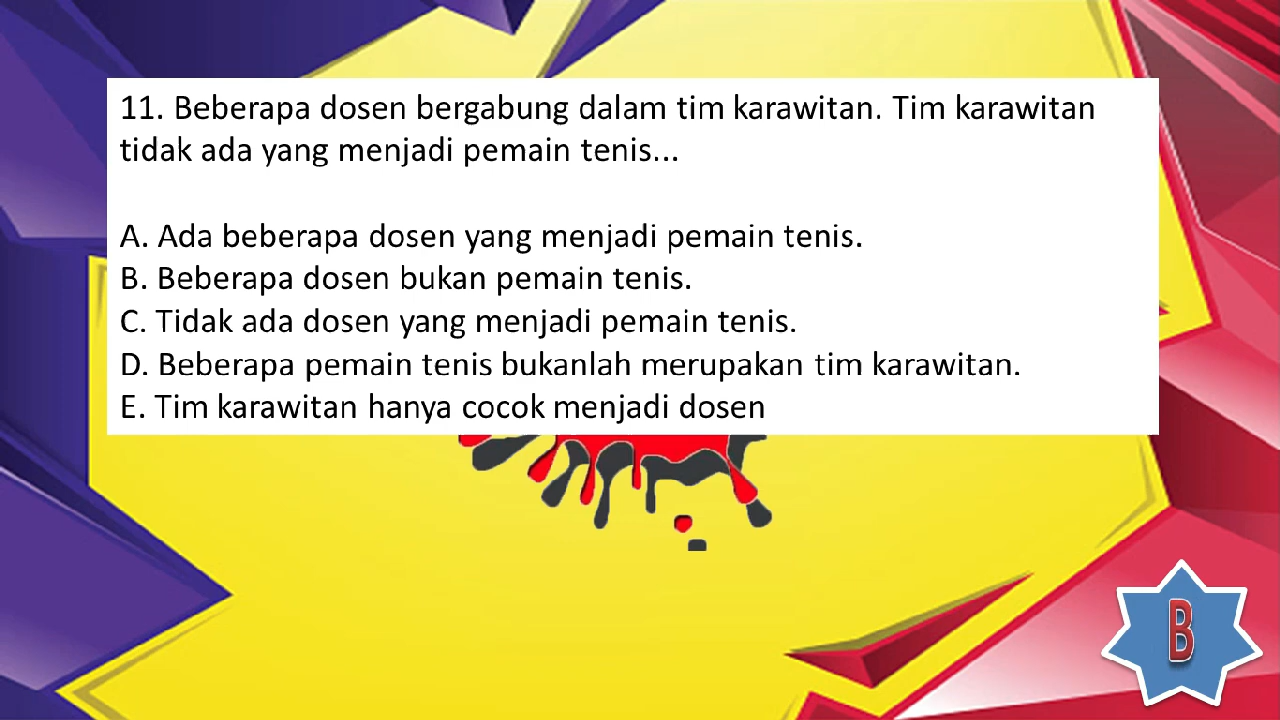 11. Beberapa dosen bergabung dalam tim karawitan. Tim karawitan
tidak ada yang menjadi pemain tenis...
A. Ada beberapa dosen yang menjadi pemain tenis.
B. Beberapa dosen bukan pemain tenis.
C. Tidak ada dosen yang menjadi pemain tenis.
D. Beberapa pemain tenis bukanlah merupakan tim karawitan.
E. Tim karawitan hanya cocok menjadi dosen
B